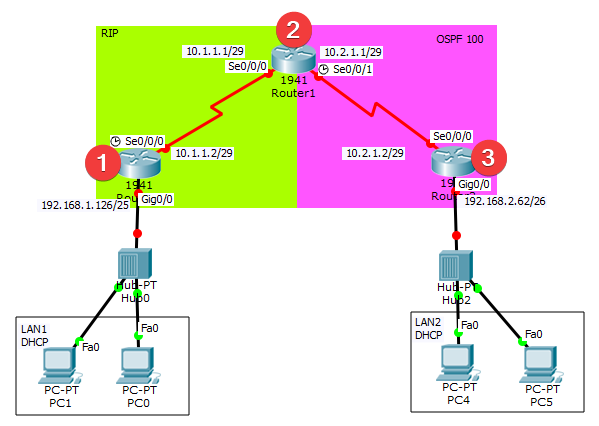 RIP
2
OSPF 100
10.1.1.1/29
10.2.1.1/29
Se0/0/0
Se0/0/1
1941
Router1
Se0/0/0
Se0/0/0
1
10.1.1.2/29
10.2.1.2/29
3
1941
Gig0/0
Gig0/0
192.168.1.126/25
192.168.2.62/26
Hub-PT
Hub0
Hub-PT
Hub2
LAN1
DHCP
Fa0
Fa0
LAN2
DHCP
Fa0
Fa0
PC-PT
PC1
PC-PT
PC0
PC-PT
PC4
PC-PT
PC5